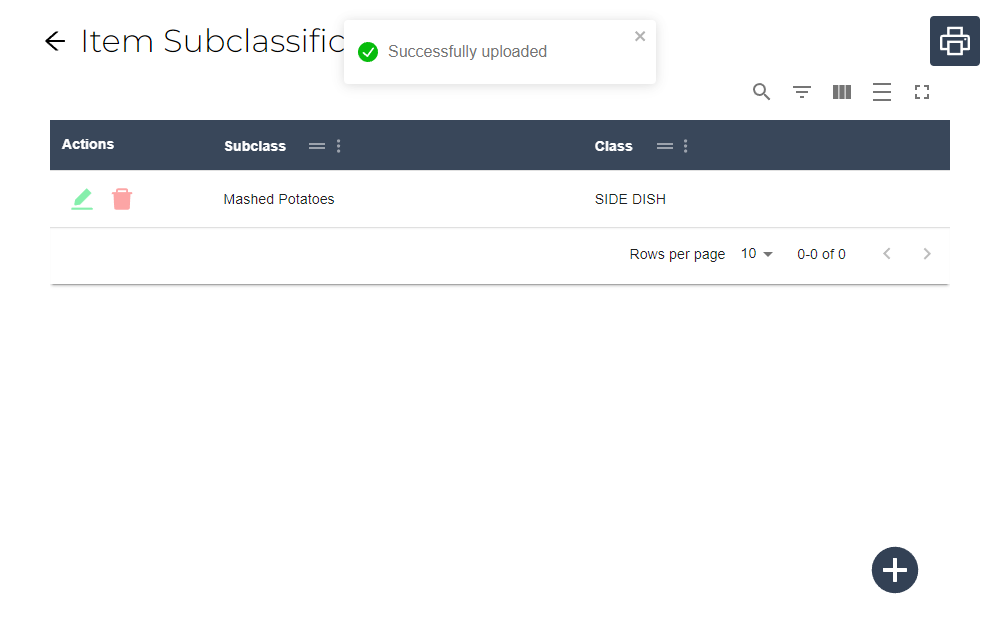 Item Subclassific
Successfully uploaded
Actions Subclass Class
Mashed Potatoes SIDE DISH
Rows per page 10 0-0 of 0